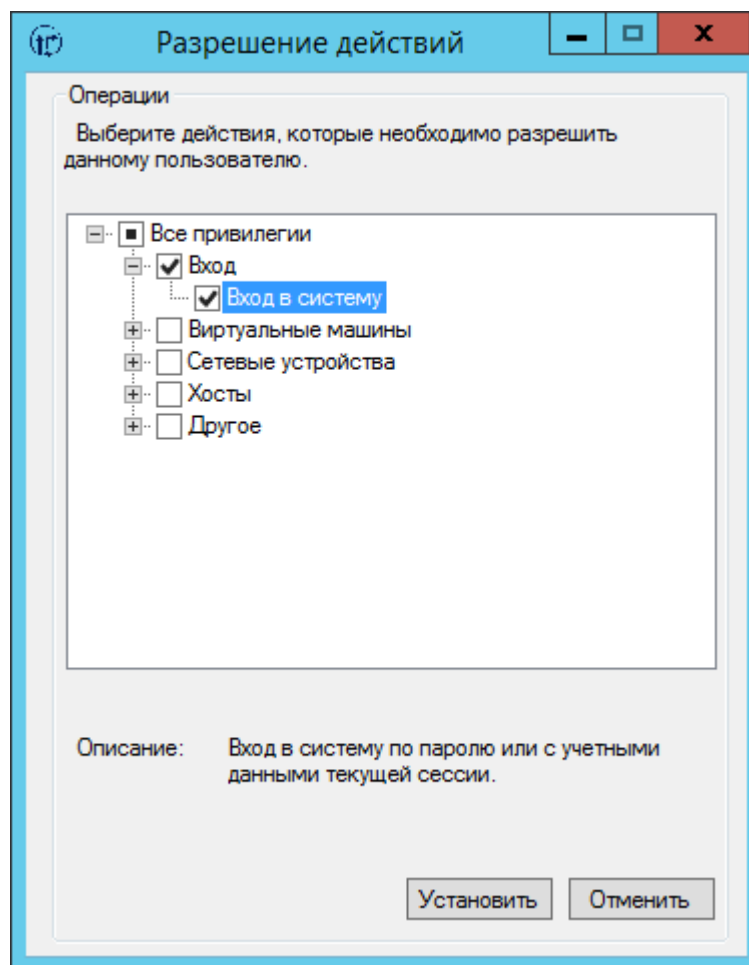 Разрешение действий
Операции
Выберите действия, которые необходимо разрешить
данному пользователю.
Все привилегии
Вход
Вход в систему
Виртуальные машины
Сетевые устройства
Хосты
Другое
Описание: Вход в систему по паролю или с учетными
данными текущей сессии.
Установить Отменить